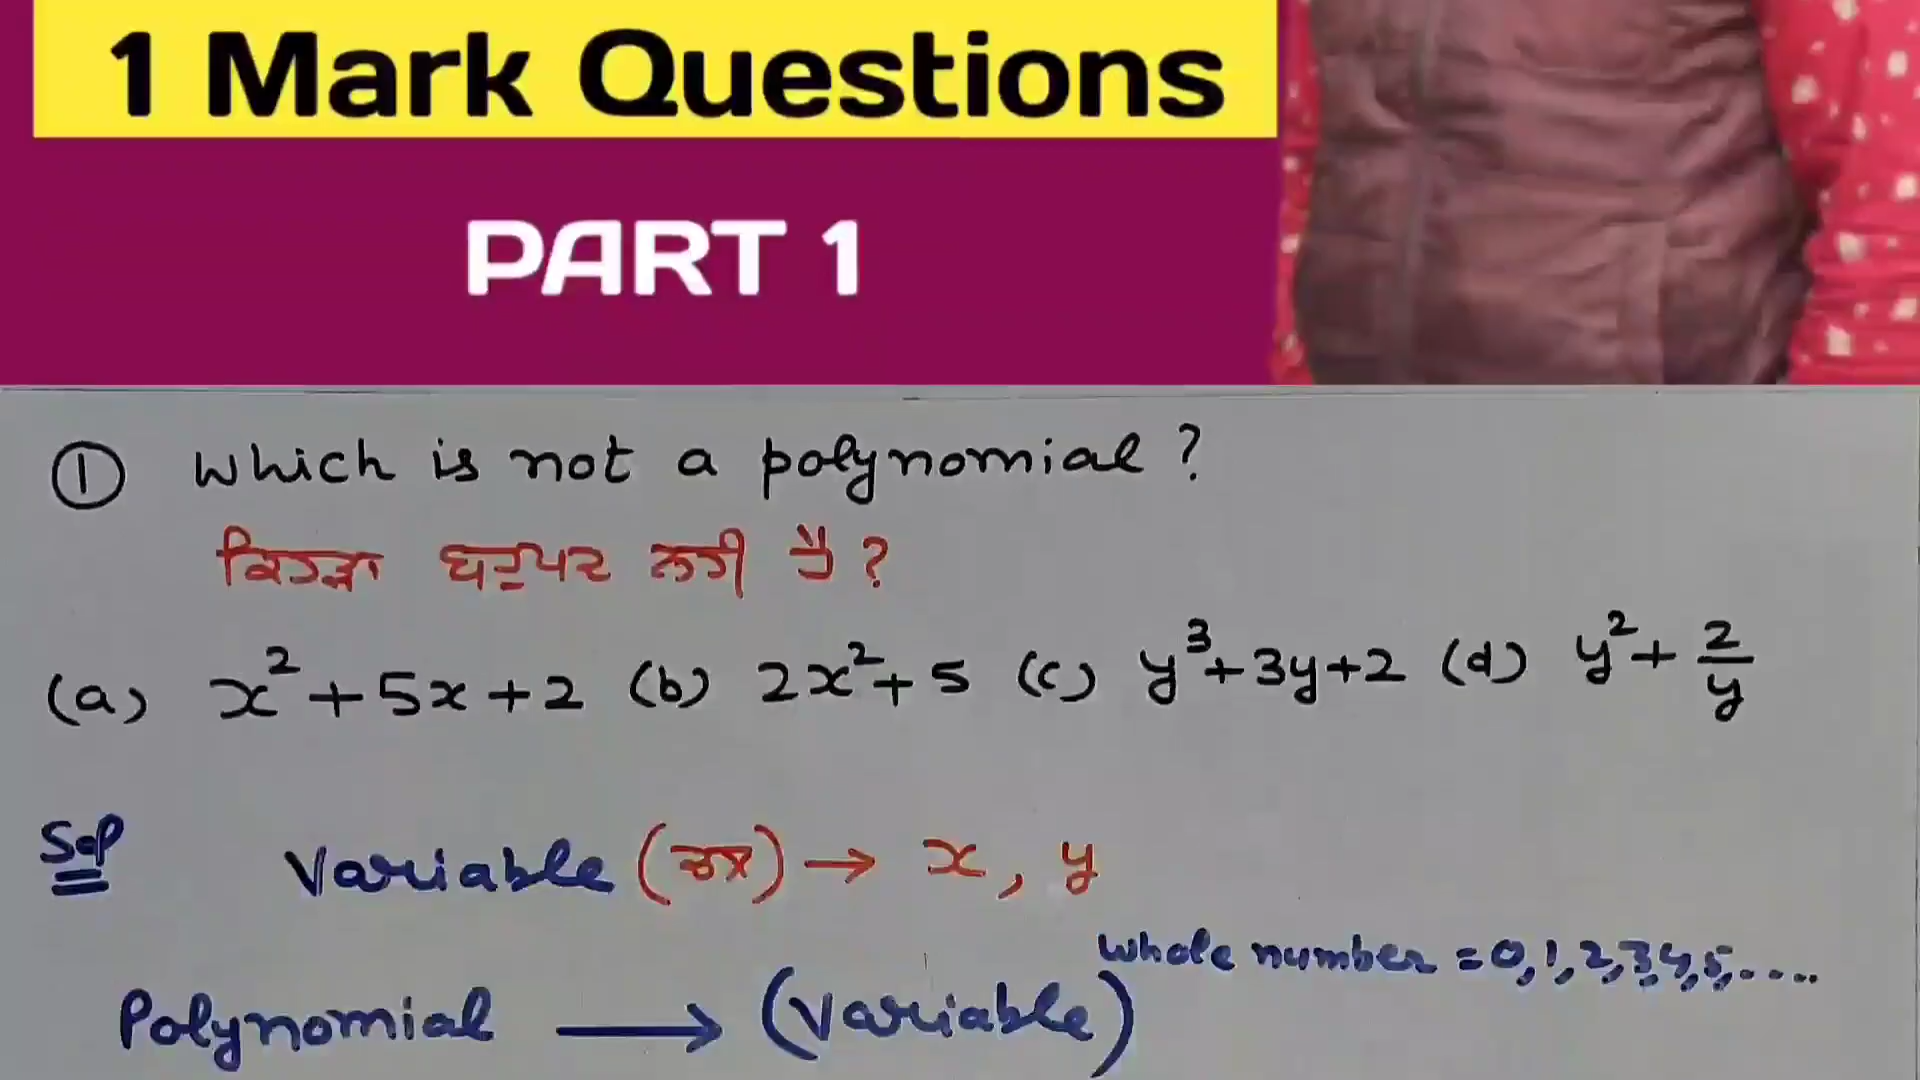 1 Mark Questions
PART 1
① Which is not a polynomial?
ਕਿਹੜਾ ਬਹੁਪਦ ਨਹੀਂ ਹੈ?
(a) x² + 5x + 2 (b) 2x² + 5 (c) y³ + 3y + 2 (d) y² + 2/y
Sol
Variable (ਚਲ) → x, y
Polynomial → (Variable) whole number = 0, 1, 2, 3, 4, 5, ....